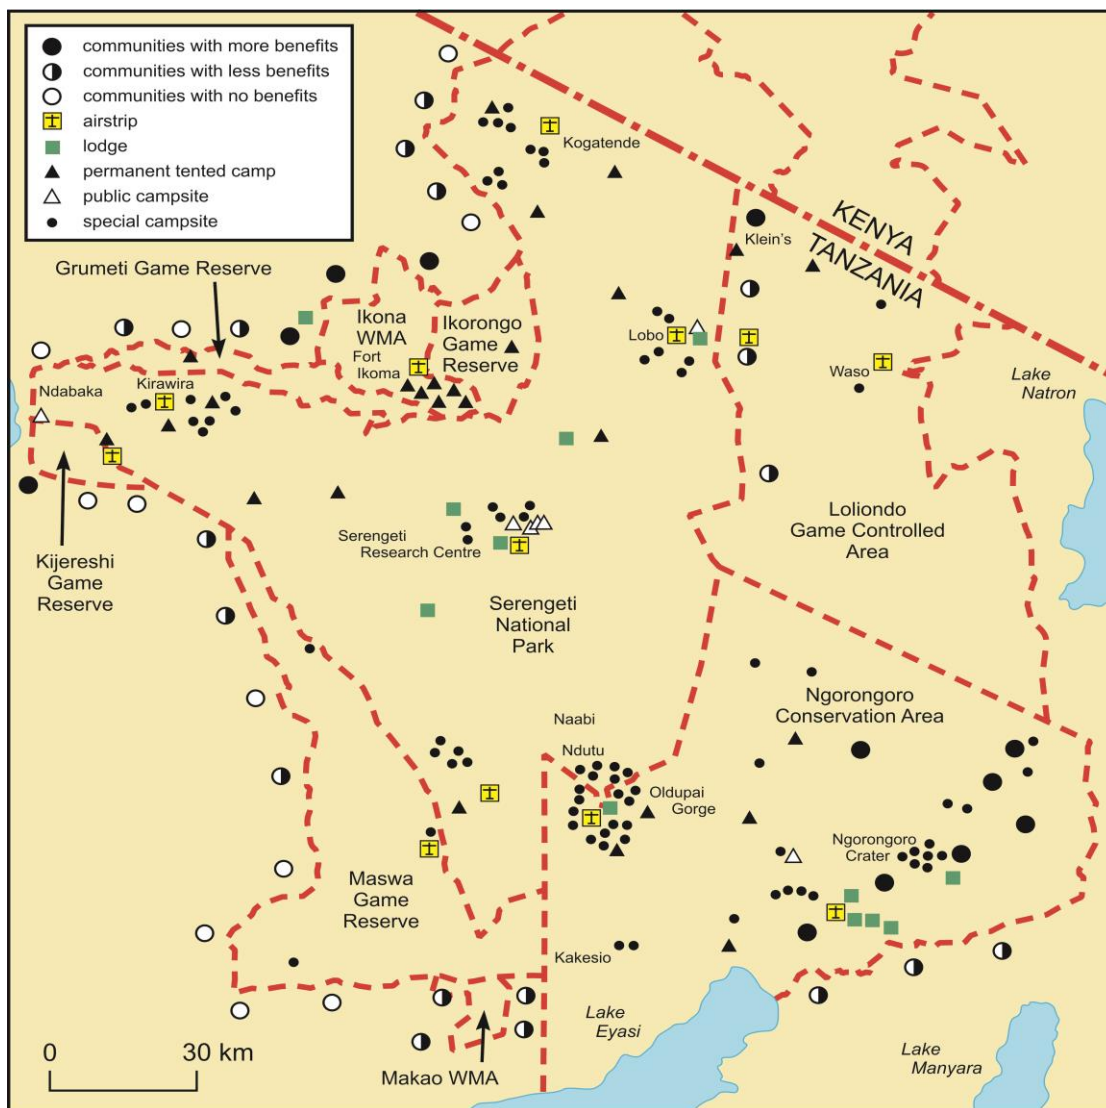 communities with more benefits
communities with less benefits
communities with no benefits
airstrip
lodge
permanent tented camp
public campsite
special campsite
Kogatende
KENYA
TANZANIA
Klein's
Grumeti Game Reserve
Ikona
WMA
Fort
Ikoma
Ikorongo
Game
Reserve
Lobo
Waso
Lake
Natron
Ndabaka
Kirawira
Loliondo
Game Controlled
Area
Kijereshi
Game
Reserve
Serengeti
Research Centre
Serengeti
National
Park
Ngorongoro
Conservation Area
Naabi
Ndutu
Oldupai
Gorge
Ngorongoro
Crater
Maswa
Game
Reserve
Kakesio
Lake
Eyasi
Lake
Manyara
Makao WMA
0 30 km